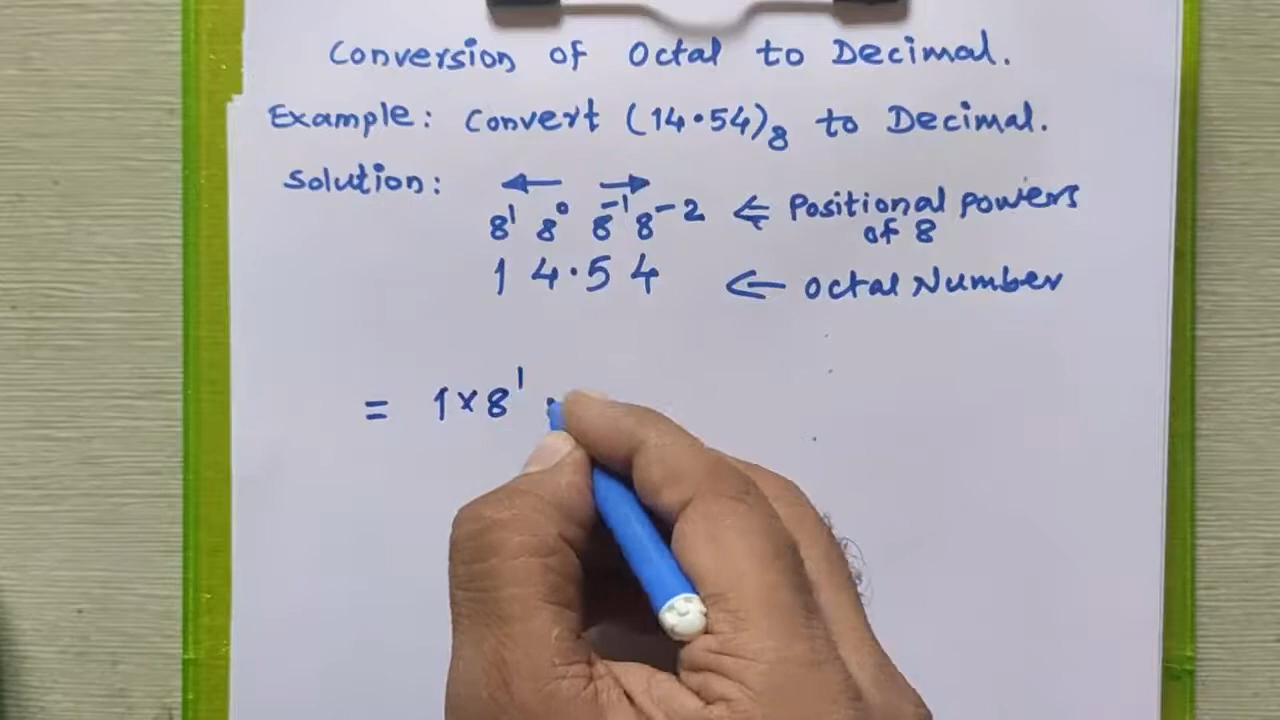 Conversion of Octal to Decimal.
Example: Convert (14.54)₈ to Decimal.
Solution:
8¹ 8⁰ 8⁻¹ 8⁻² ⇐ Positional powers of 8
1 4.5 4 ← Octal Number
= 1×8¹